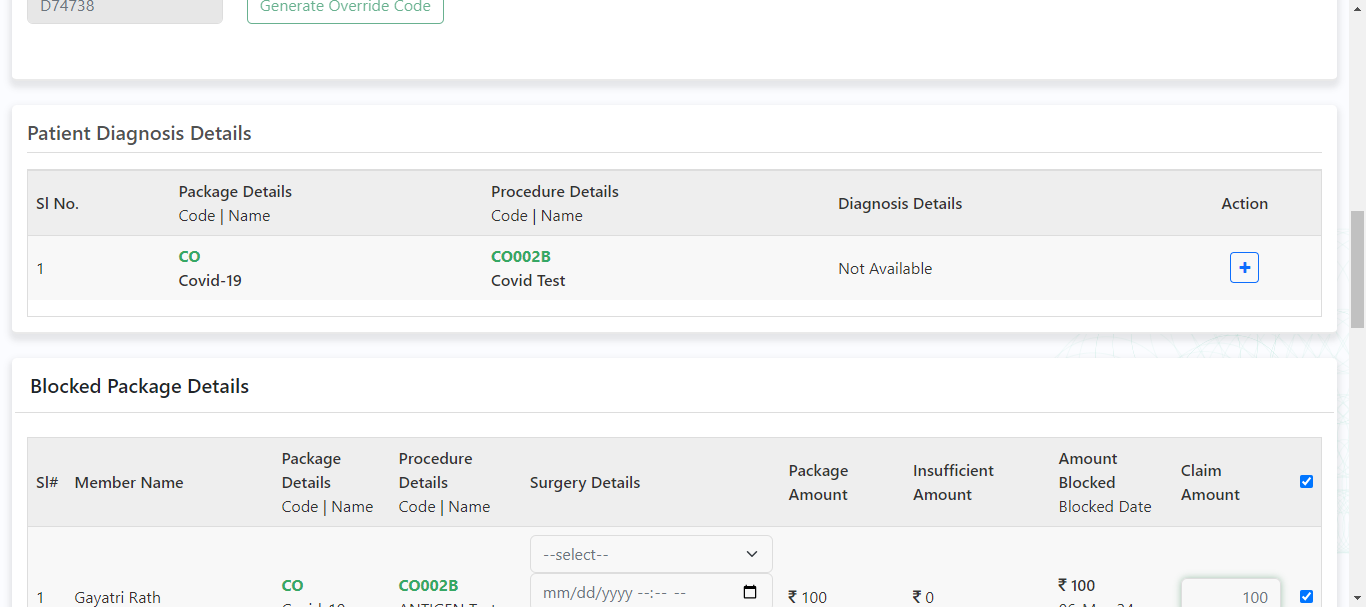 D74738
Generate Override Code
Patient Diagnosis Details
Sl No.
Package Details
Code | Name
Procedure Details
Code | Name
Diagnosis Details
Action
1
CO
Covid-19
CO002B
Covid Test
Not Available
+
Blocked Package Details
Sl#
Member Name
Package
Details
Code | Name
Procedure
Details
Code | Name
Surgery Details
Package
Amount
Insufficient
Amount
Amount
Blocked
Blocked Date
Claim
Amount
1
Gayatri Rath
CO
CO002B
--select--
mm/dd/yyyy --:-- --
₹ 100
₹ 0
₹ 100
100